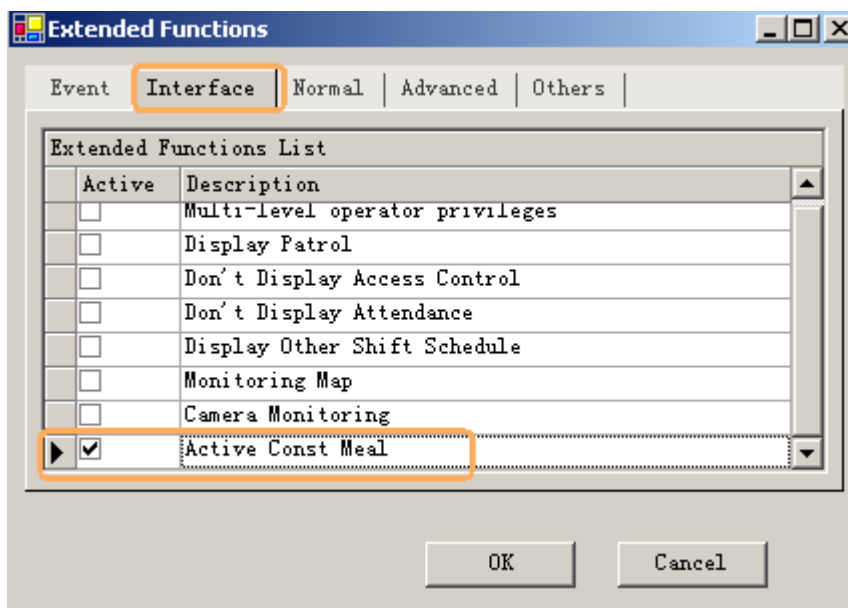 Extended Functions
Event Interface Normal Advanced Others
Extended Functions List
Active Description
Multi-level operator privileges
Display Patrol
Don't Display Access Control
Don't Display Attendance
Display Other Shift Schedule
Monitoring Map
Camera Monitoring
Active Const Meal
OK Cancel